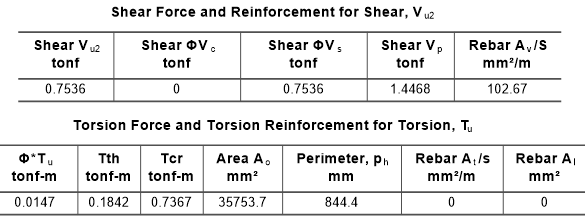 Shear Force and Reinforcement for Shear, Vu2
Shear Vu2 Shear ΦVc Shear ΦVs Shear Vp Rebar Av/S
tonf tonf tonf tonf mm²/m
0.7536 0 0.7536 1.4468 102.67
Torsion Force and Torsion Reinforcement for Torsion, Tu
Φ*Tu Tth Tcr Area Ao Perimeter, ph Rebar At/s Rebar Al
tonf-m tonf-m tonf-m mm² mm mm²/m mm²
0.0147 0.1842 0.7367 35753.7 844.4 0 0